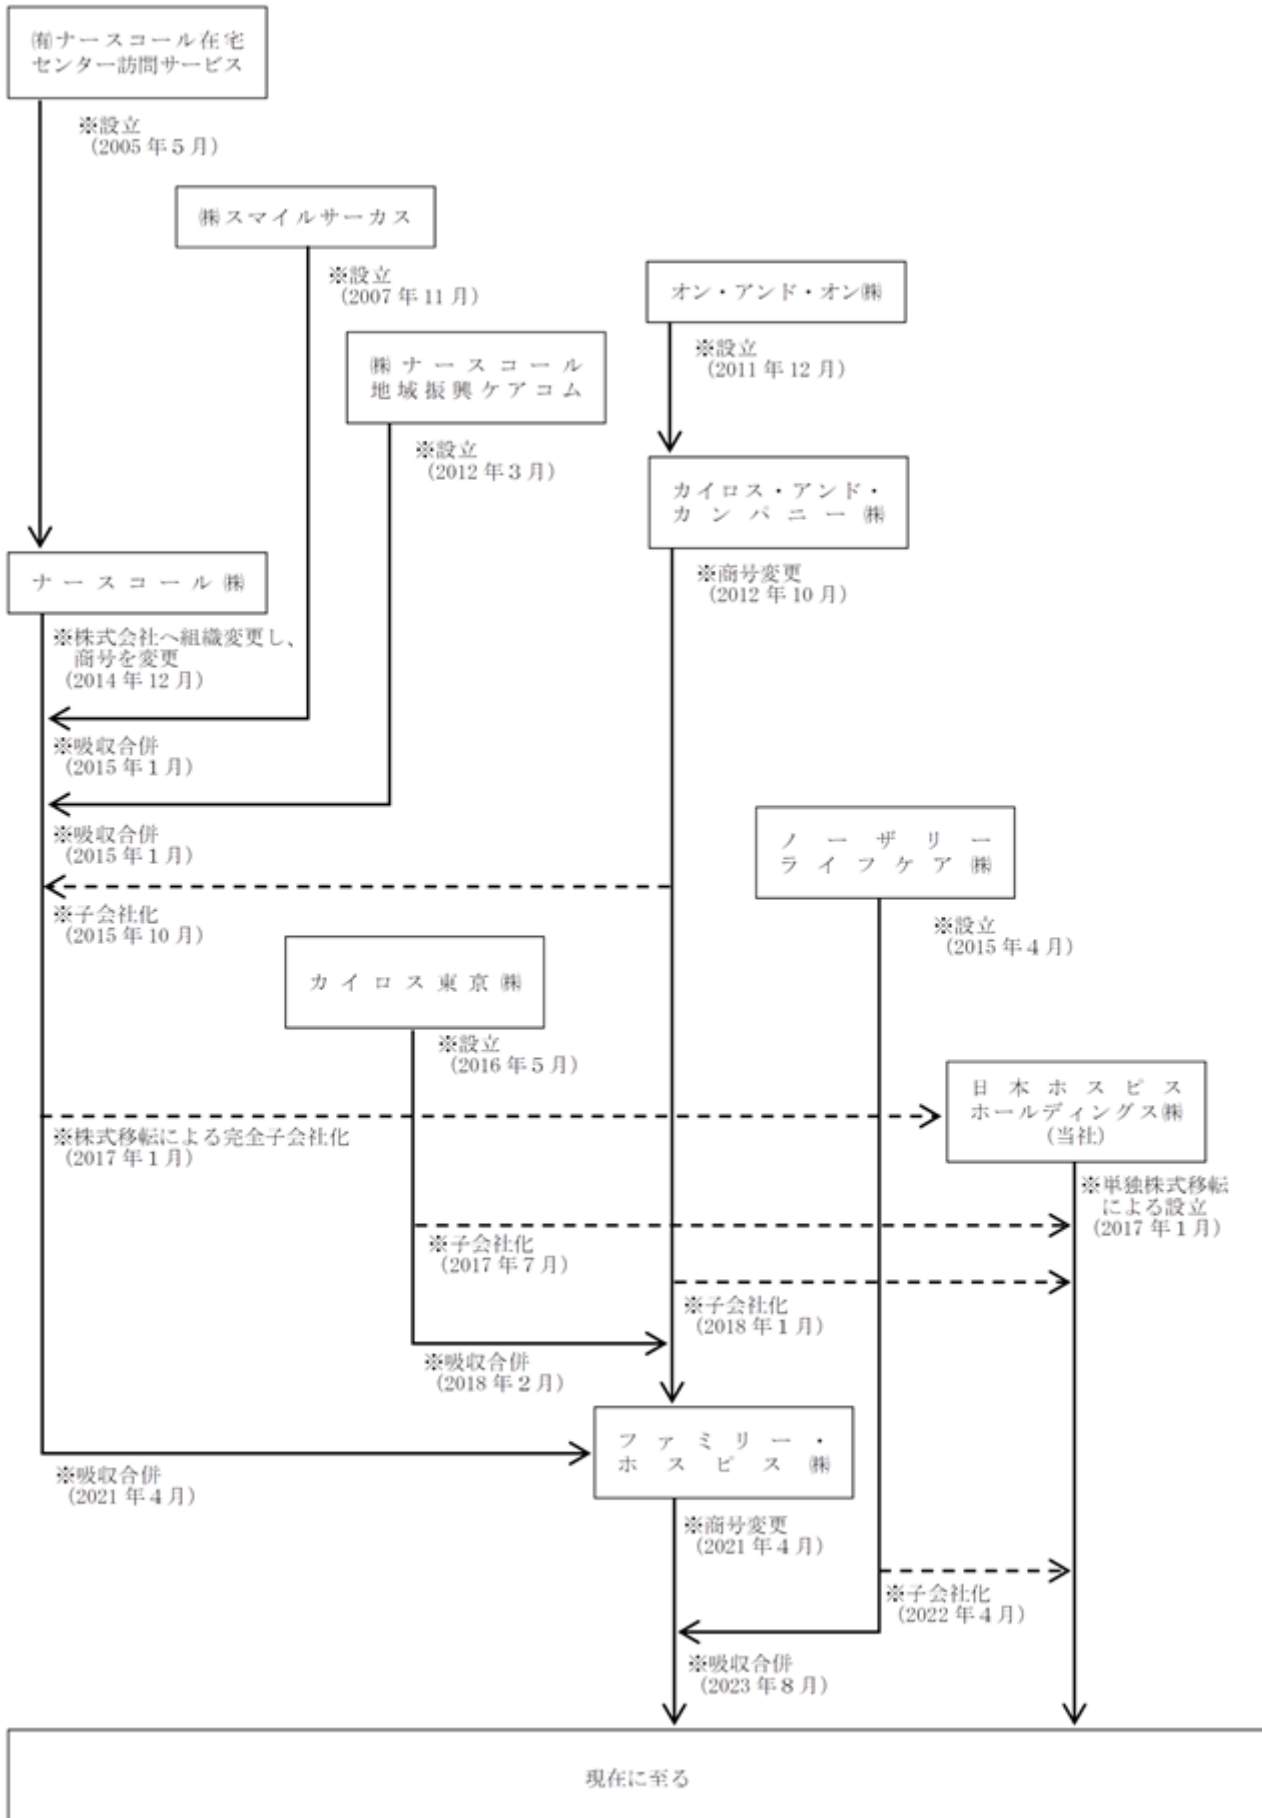 ㈲ナースコール在宅
センター訪問サービス
※設立
(2005年5月)
㈱スマイルサーカス
※設立
(2007年11月)
オン・アンド・オン㈱
※設立
(2011年12月)
㈱ナースコール
地域振興ケアコム
※設立
(2012年3月)
カイロス・アンド・
カンパニー㈱
※商号変更
(2012年10月)
ナースコール㈱
※株式会社へ組織変更し、
商号を変更
(2014年12月)
※吸収合併
(2015年1月)
※吸収合併
(2015年1月)
ノーザリー
ライフケア㈱
※設立
(2015年4月)
※子会社化
(2015年10月)
カイロス東京㈱
※設立
(2016年5月)
日本ホスピス
ホールディングス㈱
(当社)
※株式移転による完全子会社化
(2017年1月)
※単独株式移転
による設立
(2017年1月)
※子会社化
(2017年7月)
※子会社化
(2018年1月)
※吸収合併
(2018年2月)
ファミリー・
ホスピス㈱
※吸収合併
(2021年4月)
※商号変更
(2021年4月)
※子会社化
(2022年4月)
※吸収合併
(2023年8月)
現在に至る